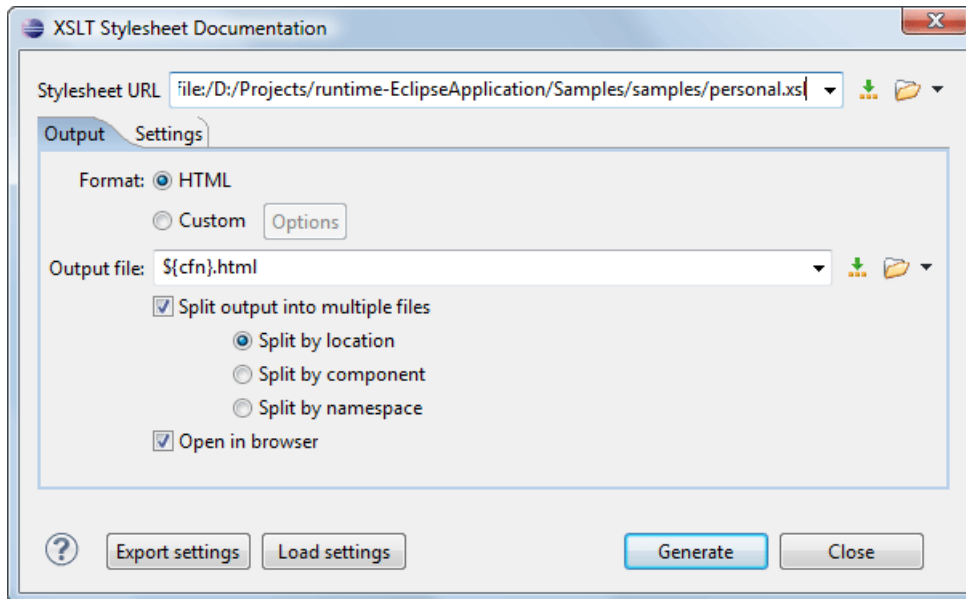 XSLT Stylesheet Documentation
Stylesheet URL file:/D:/Projects/runtime-EclipseApplication/Samples/samples/personal.xsl
Output Settings
Format: HTML
Custom Options
Output file: ${cfn}.html
Split output into multiple files
Split by location
Split by component
Split by namespace
Open in browser
? Export settings Load settings Generate Close